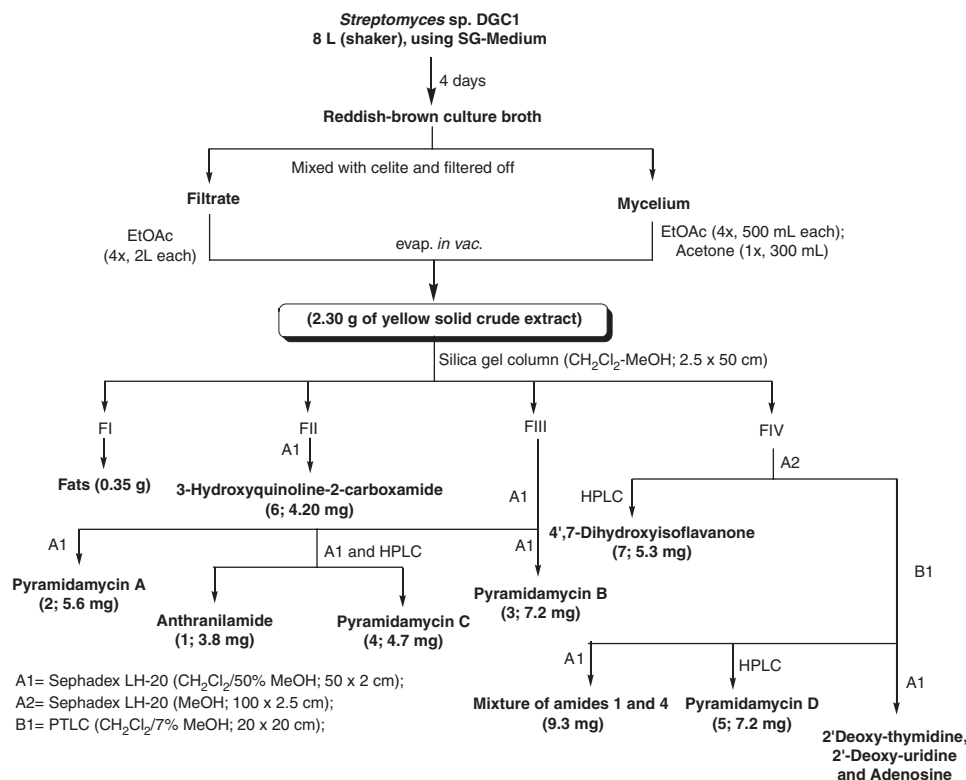 Streptomyces sp. DGC1
8 L (shaker), using SG-Medium
4 days
Reddish-brown culture broth
Mixed with celite and filtered off
Filtrate
Mycelium
EtOAc
(4x, 2L each)
evap. in vac.
EtOAc (4x, 500 mL each);
Acetone (1x, 300 mL)
(2.30 g of yellow solid crude extract)
Silica gel column (CH₂Cl₂-MeOH; 2.5 x 50 cm)
FI
FII
FIII
FIV
A1
A2
Fats (0.35 g)
3-Hydroxyquinoline-2-carboxamide
(6; 4.20 mg)
A1
HPLC
4',7-Dihydroxyisoflavanone
(7; 5.3 mg)
A1
A1 and HPLC
A1
B1
Pyramidamycin A
(2; 5.6 mg)
Anthranilamide
(1; 3.8 mg)
Pyramidamycin C
(4; 4.7 mg)
Pyramidamycin B
(3; 7.2 mg)
A1
HPLC
A1
Mixture of amides 1 and 4
(9.3 mg)
Pyramidamycin D
(5; 7.2 mg)
2'Deoxy-thymidine,
2'-Deoxy-uridine
and Adenosine
A1= Sephadex LH-20 (CH₂Cl₂/50% MeOH; 50 x 2 cm);
A2= Sephadex LH-20 (MeOH; 100 x 2.5 cm);
B1= PTLC (CH₂Cl₂/7% MeOH; 20 x 20 cm);